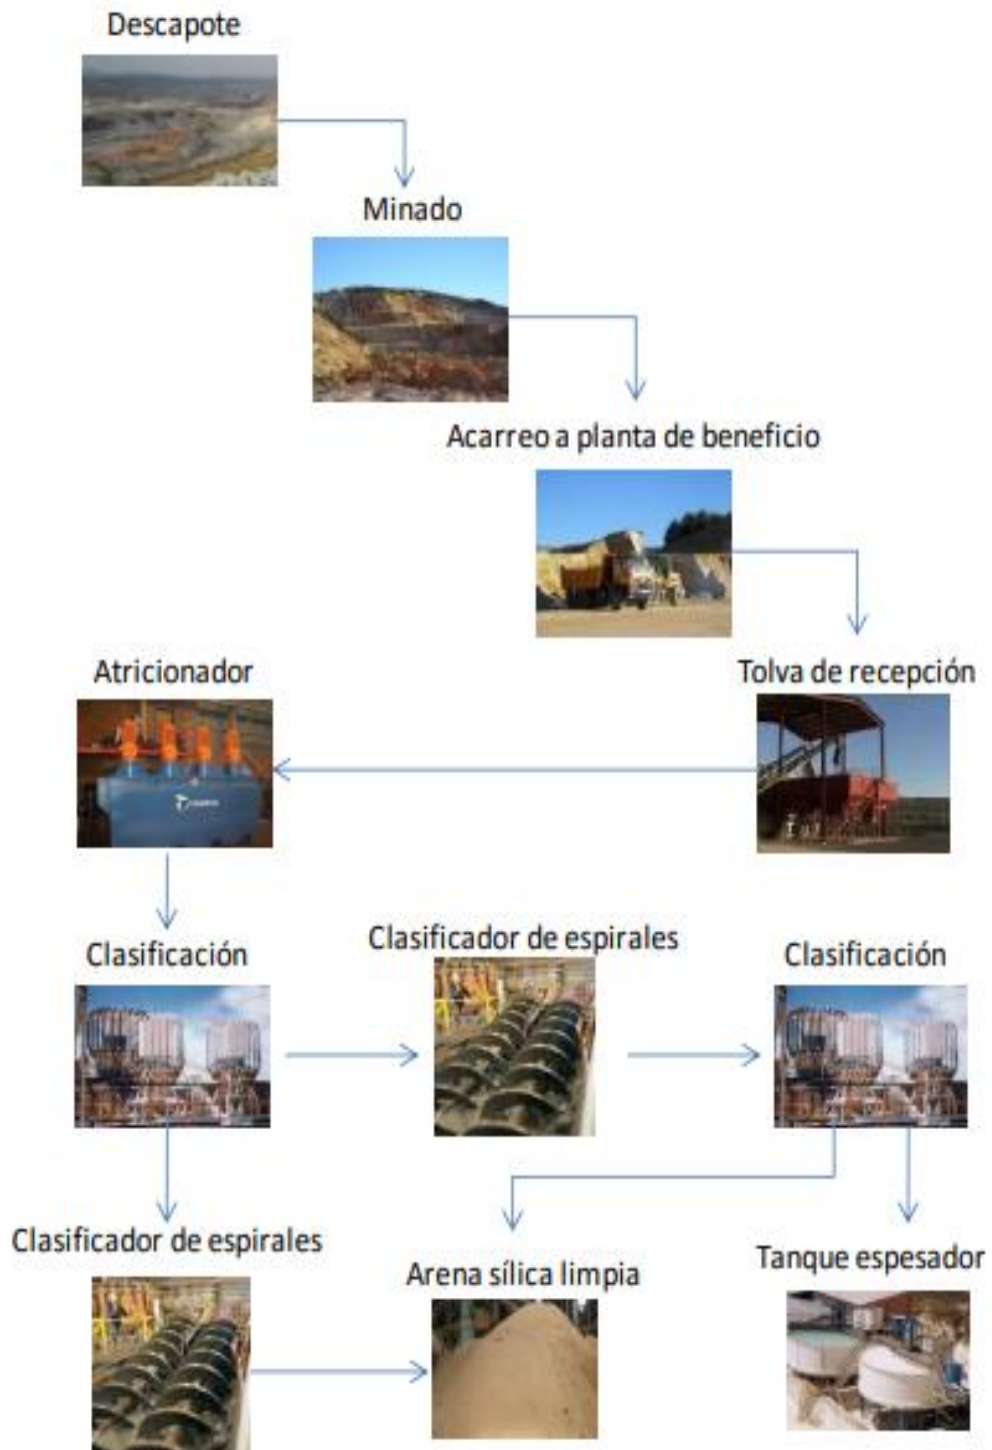 Descapote
Minado
Acarreo a planta de beneficio
Atricionador
Tolva de recepción
Clasificación
Clasificador de espirales
Clasificación
Clasificador de espirales
Arena sílica limpia
Tanque espesador